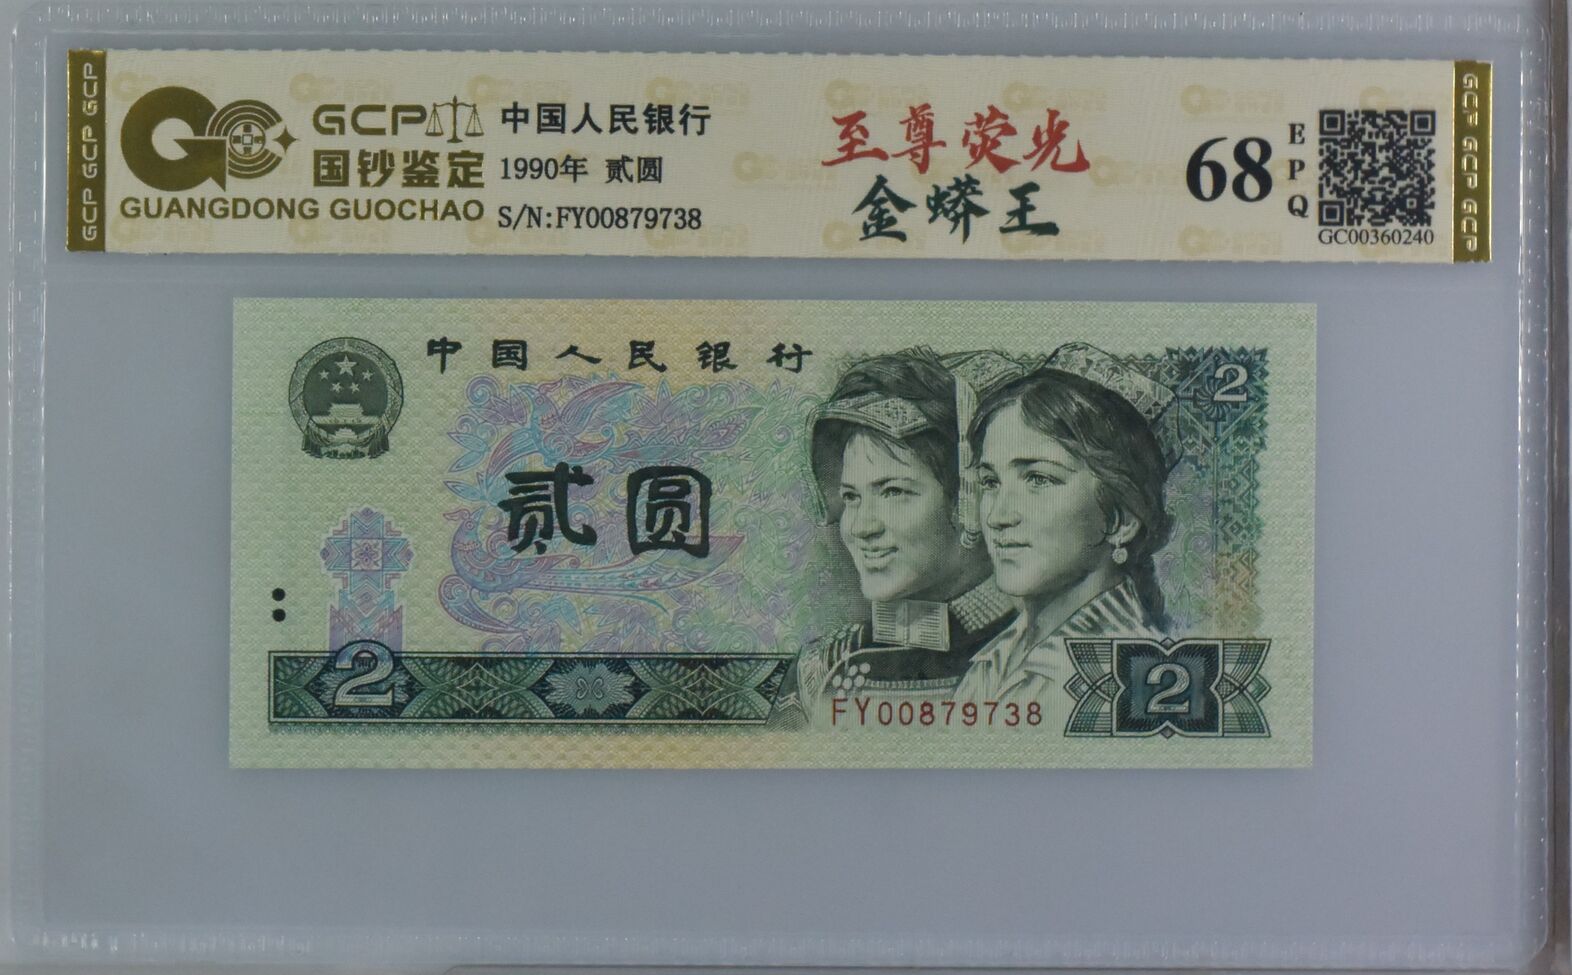 GCP GCP GCP
GCP
国钞鉴定
GUANGDONG GUOCHAO
中国人民银行
1990年 贰圆
S/N:FY00879738
至尊荧光
金蟒王
68
EPQ
GC00360240
GCP GCP GCP
中国人民银行
2
贰圆
2
FY00879738
2